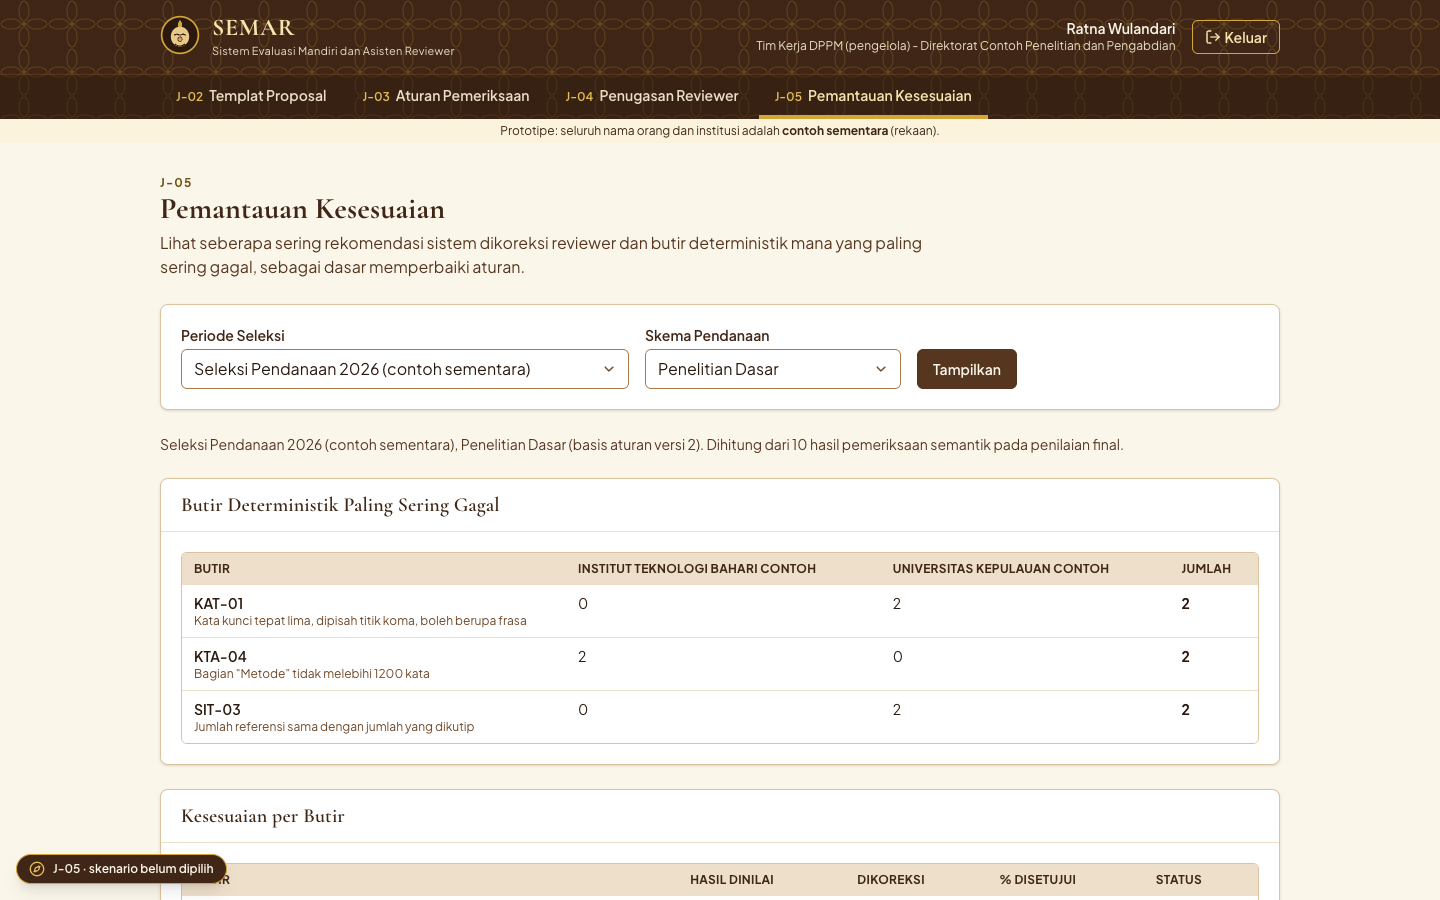 SEMAR
Sistem Evaluasi Mandiri dan Asisten Reviewer
Ratna Wulandari
Tim Kerja DPPM (pengelola) - Direktorat Contoh Penelitian dan Pengabdian
Keluar
J-02 Templat Proposal
J-03 Aturan Pemeriksaan
J-04 Penugasan Reviewer
J-05 Pemantauan Kesesuaian
Prototipe: seluruh nama orang dan institusi adalah contoh sementara (rekaan).
J-05
Pemantauan Kesesuaian
Lihat seberapa sering rekomendasi sistem dikoreksi reviewer dan butir deterministik mana yang paling
sering gagal, sebagai dasar memperbaiki aturan.
Periode Seleksi
Seleksi Pendanaan 2026 (contoh sementara)
Skema Pendanaan
Penelitian Dasar
Tampilkan
Seleksi Pendanaan 2026 (contoh sementara), Penelitian Dasar (basis aturan versi 2). Dihitung dari 10 hasil pemeriksaan semantik pada penilaian final.
Butir Deterministik Paling Sering Gagal
BUTIR INSTITUT TEKNOLOGI BAHARI CONTOH UNIVERSITAS KEPULAUAN CONTOH JUMLAH
KAT-01 0 2 2
Kata kunci tepat lima, dipisah titik koma, boleh berupa frasa
KTA-04 2 0 2
Bagian "Metode" tidak melebihi 1200 kata
SIT-03 0 2 2
Jumlah referensi sama dengan jumlah yang dikutip
Kesesuaian per Butir
HASIL DINILAI DIKOREKSI % DISETUJUI STATUS
J-05 · skenario belum dipilih